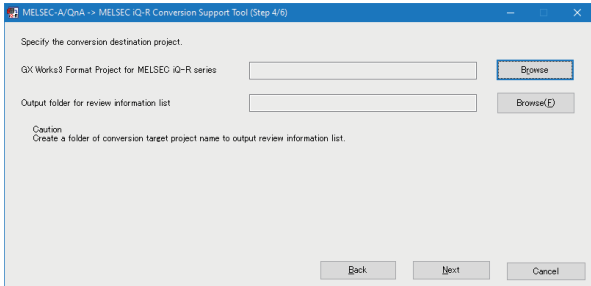 MELSEC-A/QnA -> MELSEC iQ-R Conversion Support Tool (Step 4/6)
Specify the conversion destination project.
GX Works3 Format Project for MELSEC iQ-R series
Browse
Output folder for review information list
Browse(F)
Caution
Create a folder of conversion target project name to output review information list.
Back
Next
Cancel